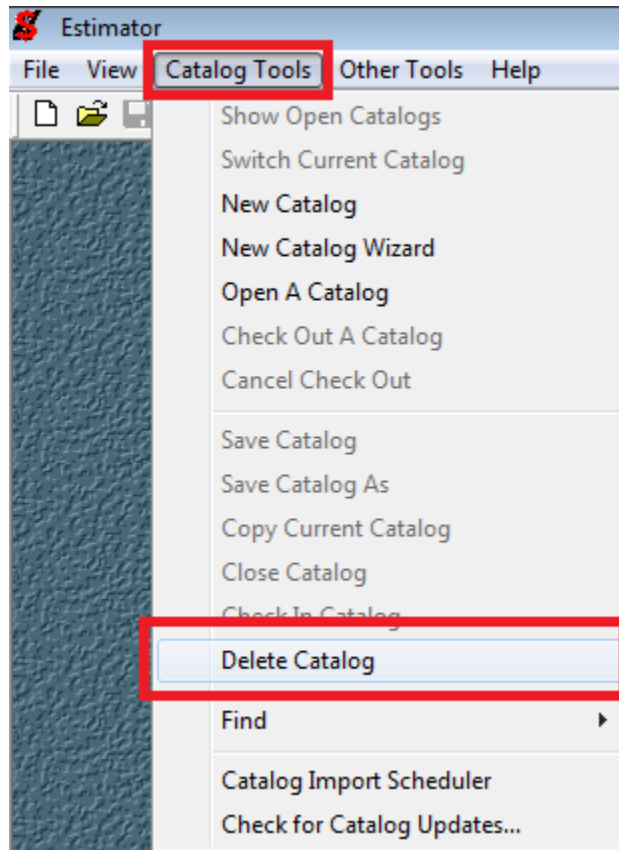 Estimator
File View Catalog Tools Other Tools Help
Show Open Catalogs
Switch Current Catalog
New Catalog
New Catalog Wizard
Open A Catalog
Check Out A Catalog
Cancel Check Out
Save Catalog
Save Catalog As
Copy Current Catalog
Close Catalog
Check In Catalog
Delete Catalog
Find
Catalog Import Scheduler
Check for Catalog Updates...